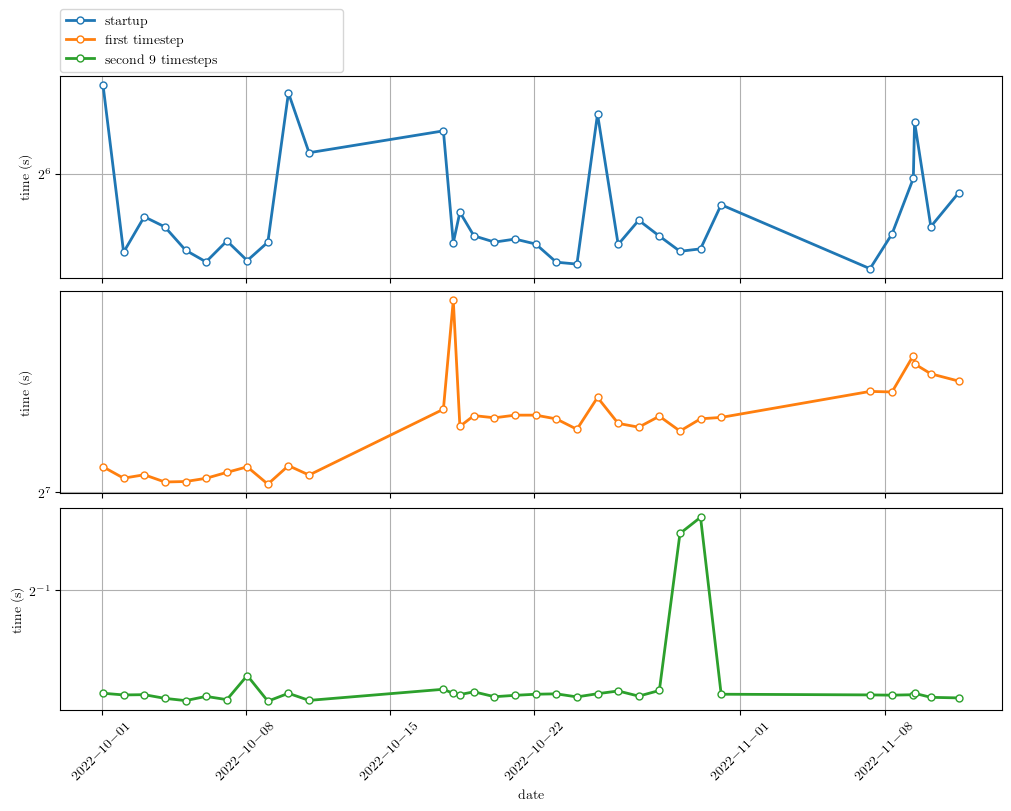 startup
first timestep
second 9 timesteps
time (s)
2⁶
time (s)
2⁷
time (s)
2⁻¹
2022−10−01
2022−10−08
2022−10−15
2022−10−22
2022−11−01
2022−11−08
date